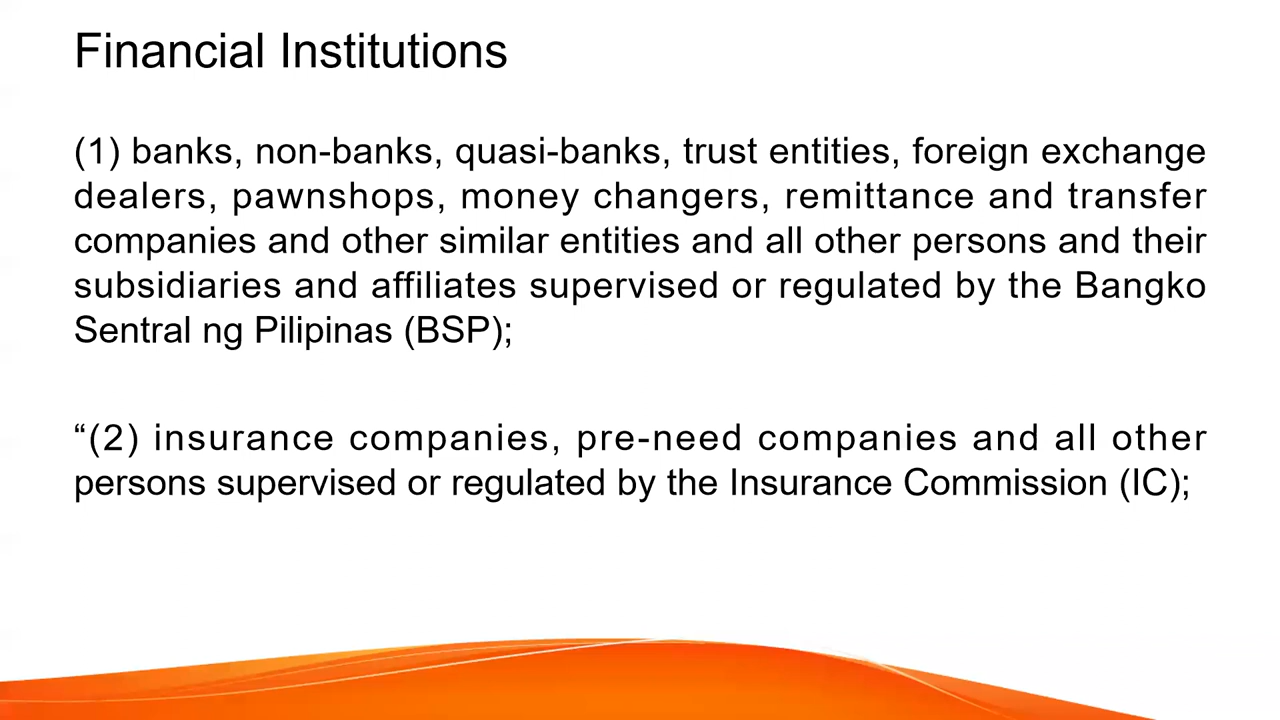 Financial Institutions
(1) banks, non-banks, quasi-banks, trust entities, foreign exchange
dealers, pawnshops, money changers, remittance and transfer
companies and other similar entities and all other persons and their
subsidiaries and affiliates supervised or regulated by the Bangko
Sentral ng Pilipinas (BSP);
“(2) insurance companies, pre-need companies and all other
persons supervised or regulated by the Insurance Commission (IC);